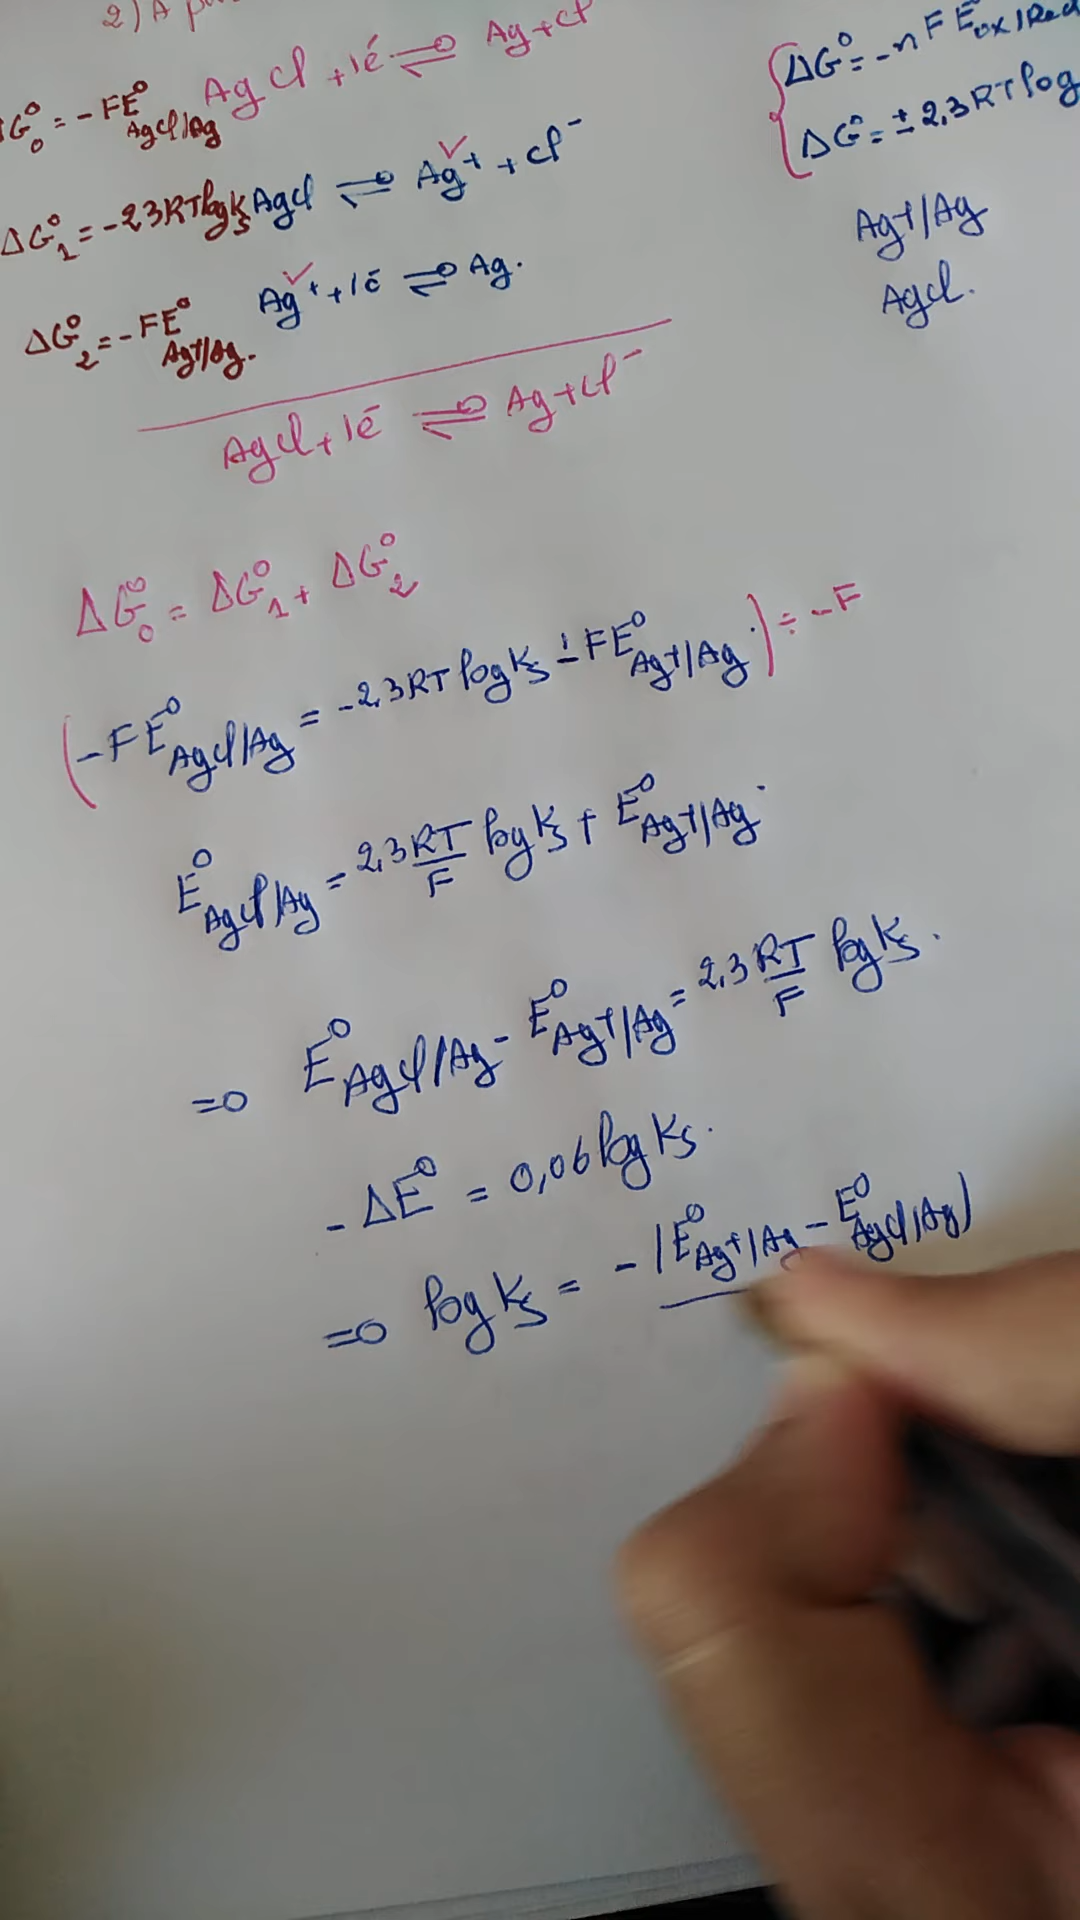 2) A
AgCl + 1é ⇌ Ag + Cl
ΔG°₀ = -FE°AgCl/Ag
ΔG°₁ = -2,3RT log Ks AgCl ⇌ Ag⁺ + Cl⁻
ΔG°₂ = -FE°Ag⁺/Ag. Ag⁺ + 1é ⇌ Ag.
AgCl + 1é ⇌ Ag + Cl⁻
ΔG° = -nFE°ox/Red
ΔG° = ±2,3RT log
Ag⁺/Ag
AgCl.
ΔG°₀ = ΔG°₁ + ΔG°₂
(-FE°AgCl/Ag = -2,3RT log Ks - FE°Ag⁺/Ag.) ÷ -F
E°AgCl/Ag = 2,3RT/F log Ks + E°Ag⁺/Ag.
⇒ E°AgCl/Ag - E°Ag⁺/Ag = 2,3 RT/F log Ks.
-ΔE° = 0,06 log Ks.
⇒ log Ks = -(E°Ag⁺/Ag - E°AgCl/Ag)